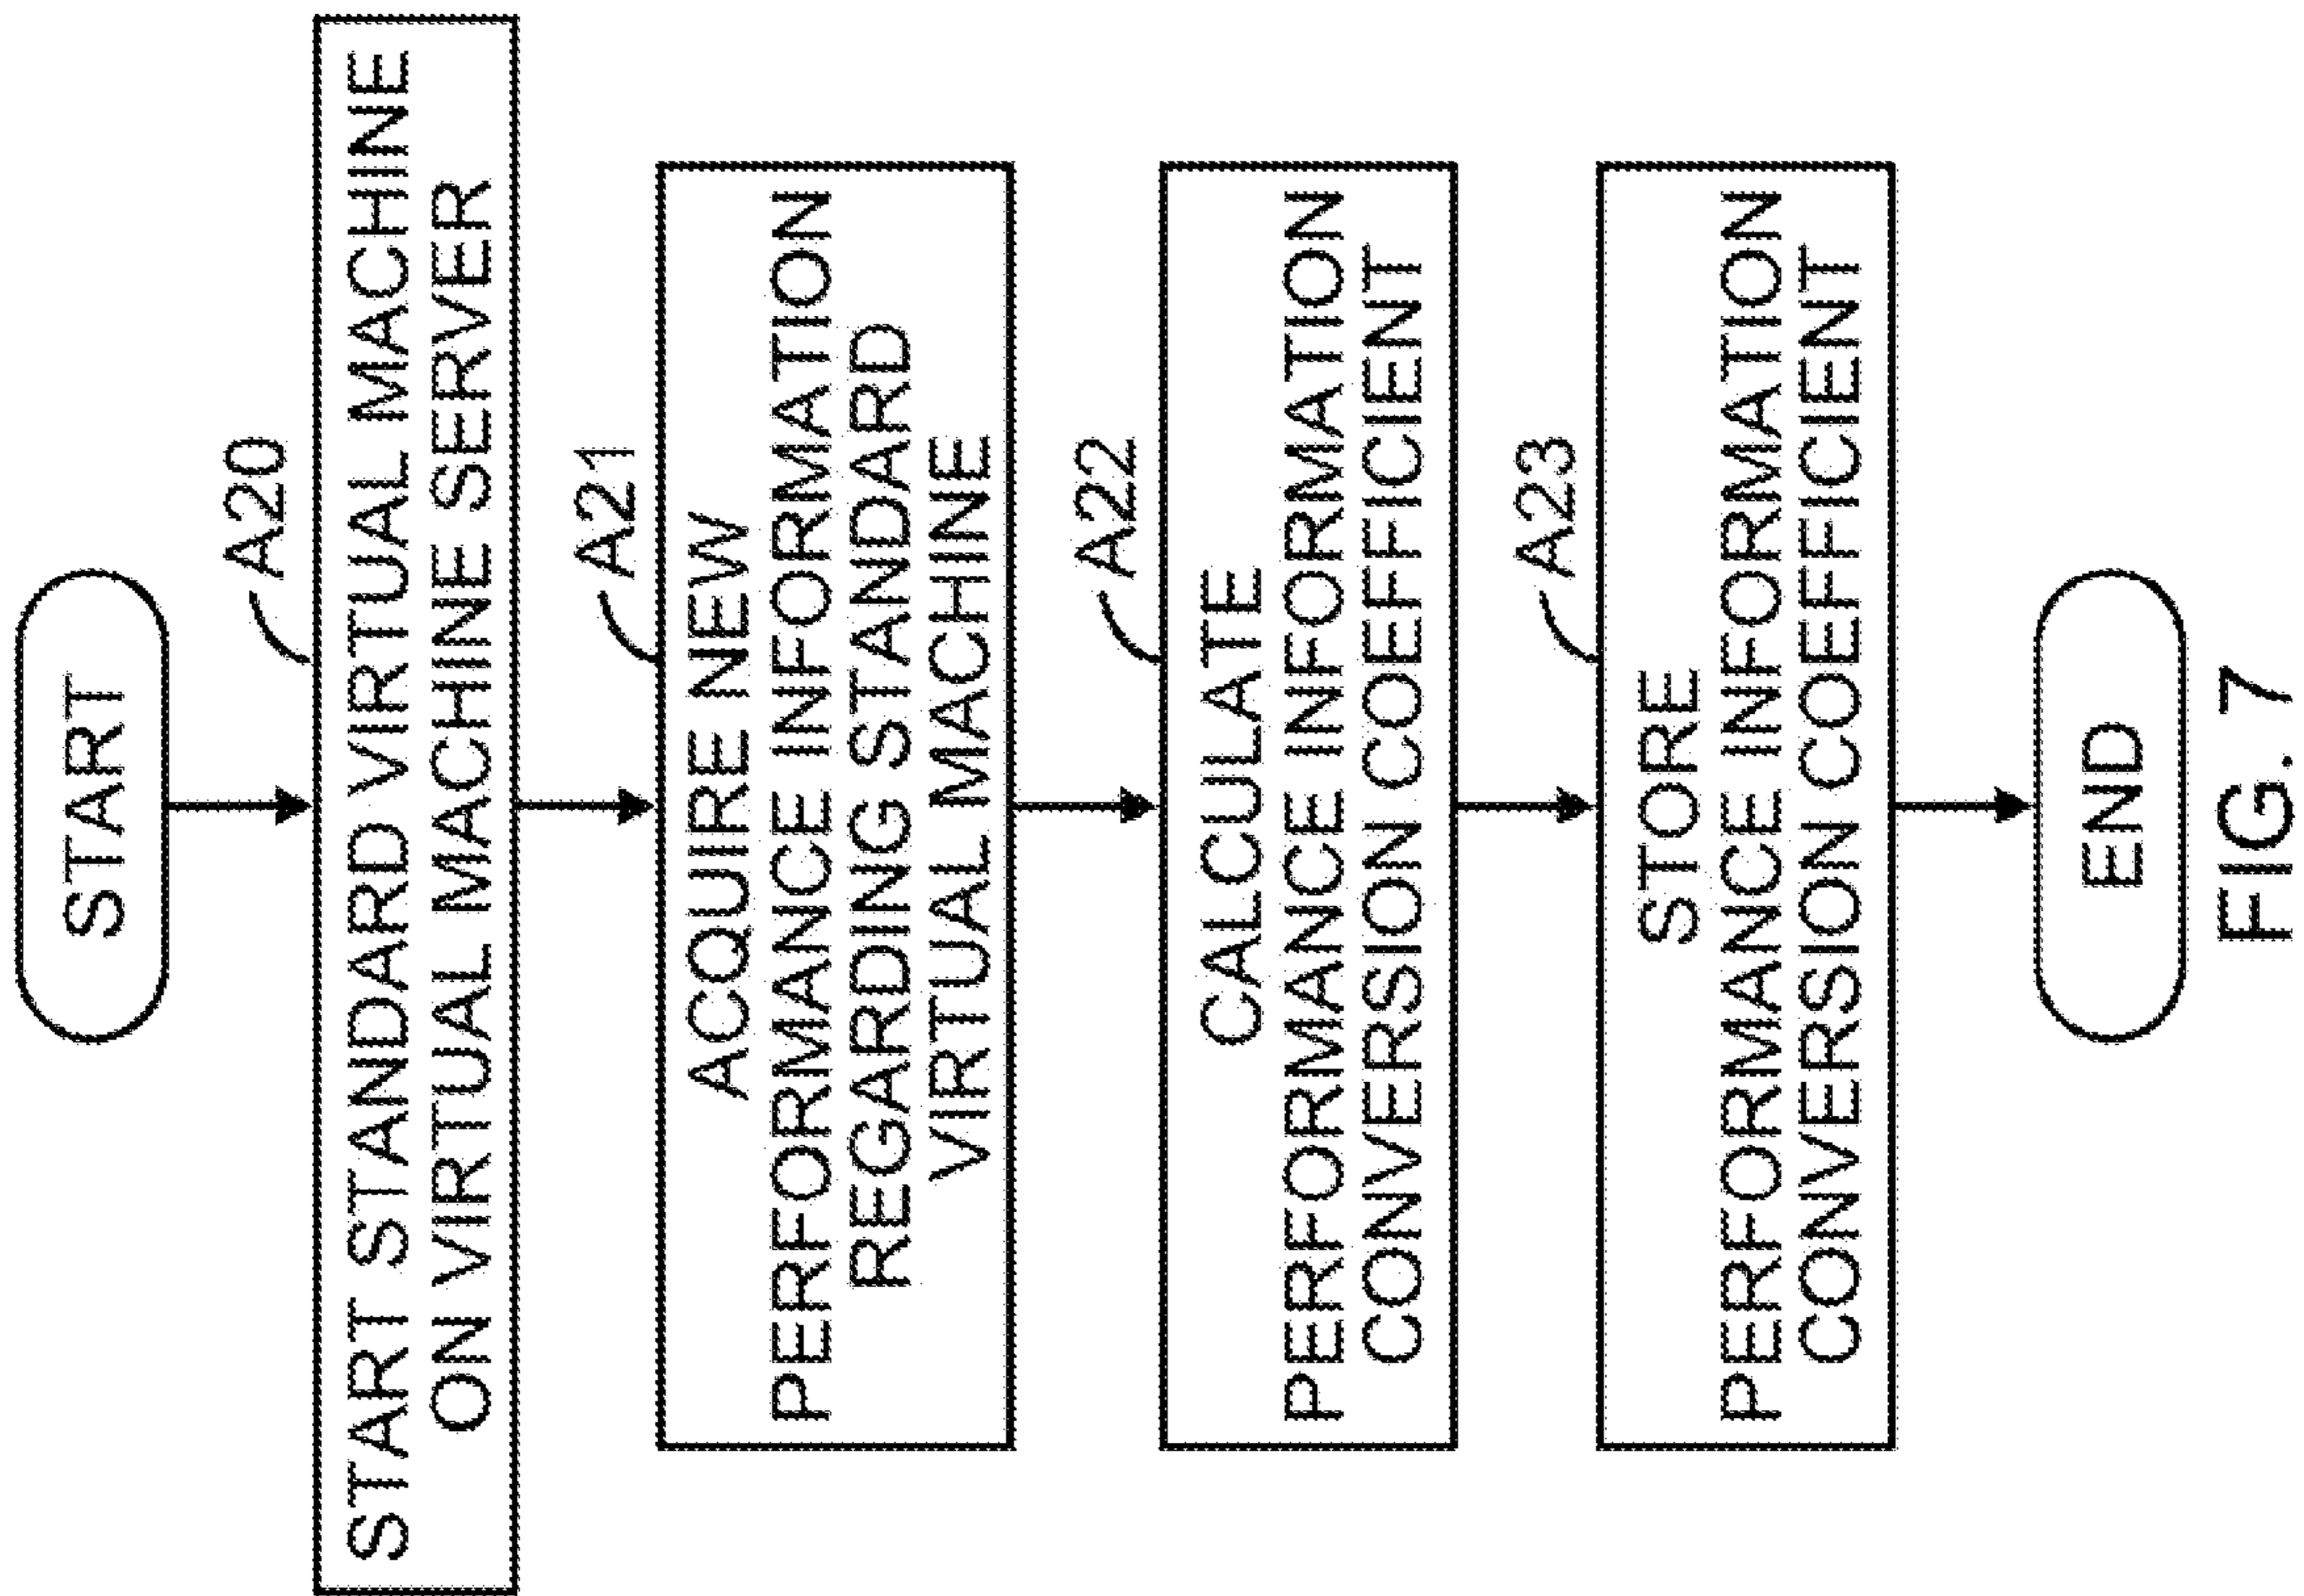 START
A20
START STANDARD VIRTUAL MACHINE
ON VIRTUAL MACHINE SERVER
A21
ACQUIRE NEW
PERFORMANCE INFORMATION
REGARDING STANDARD
VIRTUAL MACHINE
A22
CALCULATE
PERFORMANCE INFORMATION
CONVERSION COEFFICIENT
A23
STORE
PERFORMANCE INFORMATION
CONVERSION COEFFICIENT
END
FIG. 7